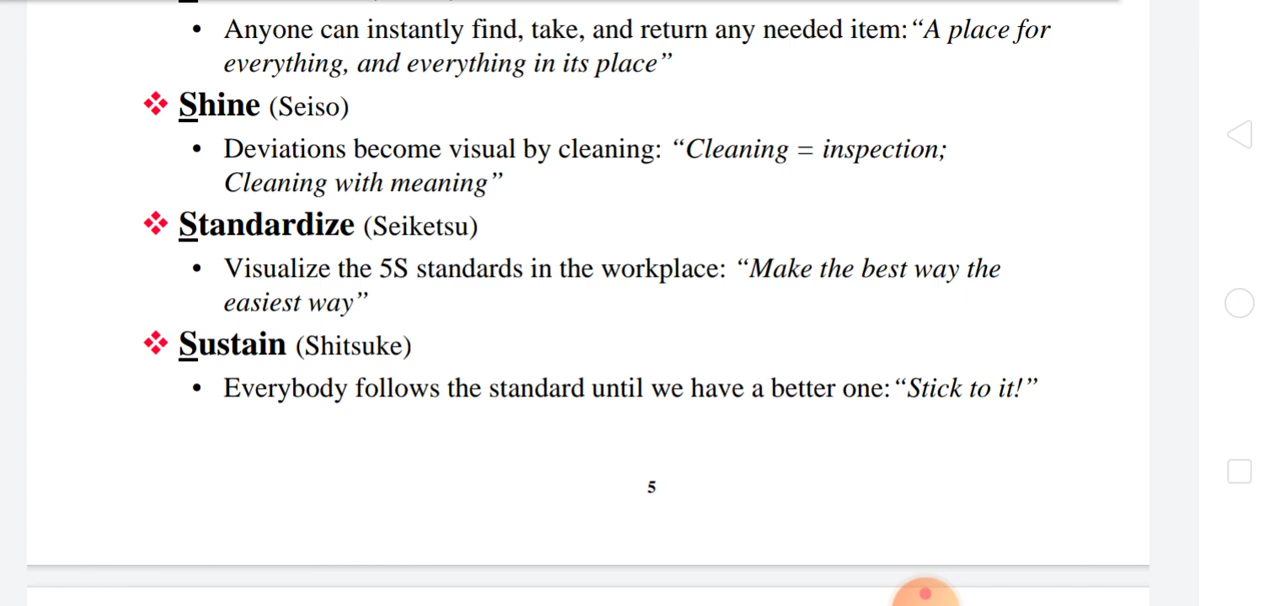 • Anyone can instantly find, take, and return any needed item: “A place for
everything, and everything in its place”
❖ Shine (Seiso)
• Deviations become visual by cleaning: “Cleaning = inspection;
Cleaning with meaning”
❖ Standardize (Seiketsu)
• Visualize the 5S standards in the workplace: “Make the best way the
easiest way”
❖ Sustain (Shitsuke)
• Everybody follows the standard until we have a better one: “Stick to it!”
5